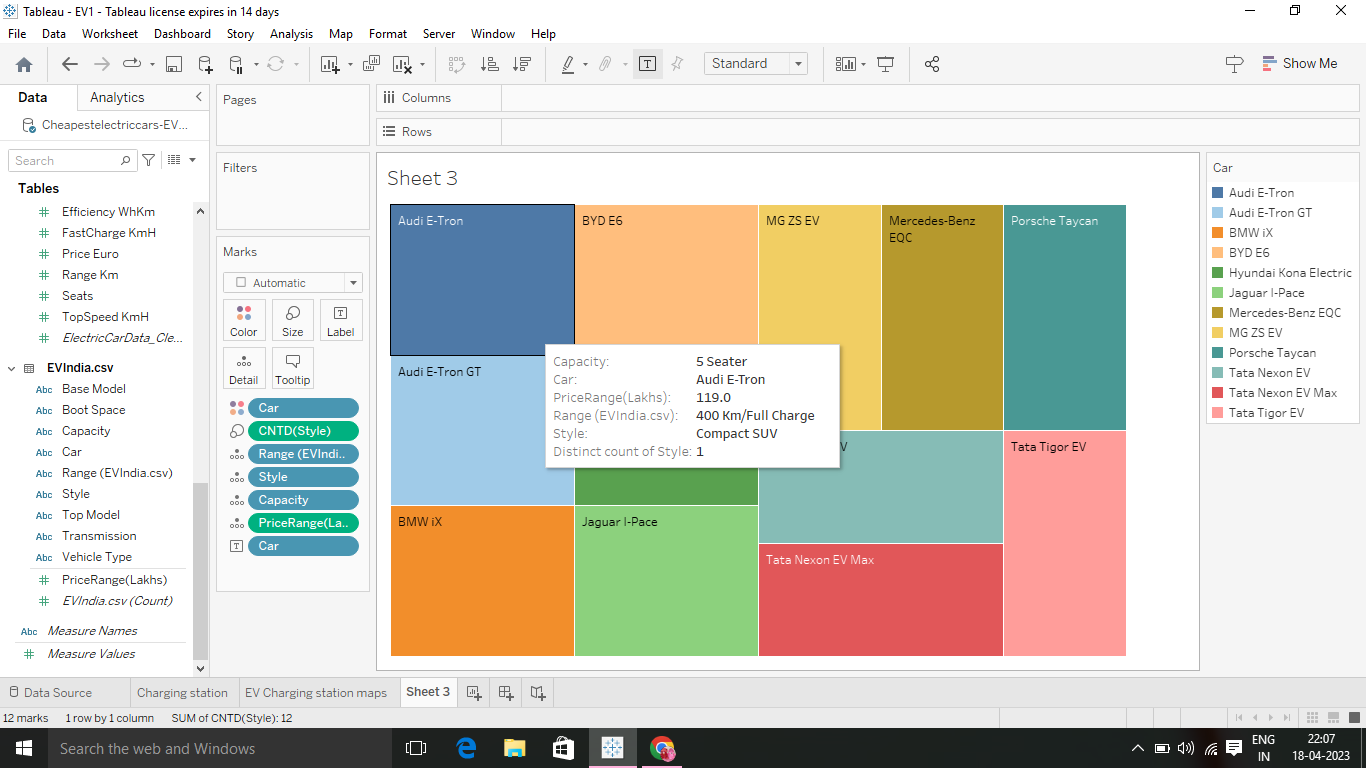 Tableau - EV1 - Tableau license expires in 14 days
File Data Worksheet Dashboard Story Analysis Map Format Server Window Help
Standard
Show Me
Data Analytics
Cheapestelectriccars-EV...
Search
Tables
Efficiency WhKm
FastCharge KmH
Price Euro
Range Km
Seats
TopSpeed KmH
ElectricCarData_Cle...
EVIndia.csv
Abc Base Model
Abc Boot Space
Abc Capacity
Abc Car
Abc Range (EVIndia.csv)
Abc Style
Abc Top Model
Abc Transmission
Abc Vehicle Type
PriceRange(Lakhs)
EVIndia.csv (Count)
Abc Measure Names
Measure Values
Pages
Filters
Marks
Automatic
Color Size Label
Detail Tooltip
Car
CNTD(Style)
Range (EVIndi..
Style
Capacity
PriceRange(La..
Car
Columns
Rows
Sheet 3
Audi E-Tron
BYD E6
MG ZS EV
Mercedes-Benz
EQC
Porsche Taycan
Audi E-Tron GT
Capacity: 5 Seater
Car: Audi E-Tron
PriceRange(Lakhs): 119.0
Range (EVIndia.csv): 400 Km/Full Charge
Style: Compact SUV
Distinct count of Style: 1
V
Tata Tigor EV
BMW iX
Jaguar I-Pace
Tata Nexon EV Max
Car
Audi E-Tron
Audi E-Tron GT
BMW iX
BYD E6
Hyundai Kona Electric
Jaguar I-Pace
Mercedes-Benz EQC
MG ZS EV
Porsche Taycan
Tata Nexon EV
Tata Nexon EV Max
Tata Tigor EV
Data Source Charging station EV Charging station maps Sheet 3
12 marks 1 row by 1 column SUM of CNTD(Style): 12
Search the web and Windows
ENG
IN
22:07
18-04-2023